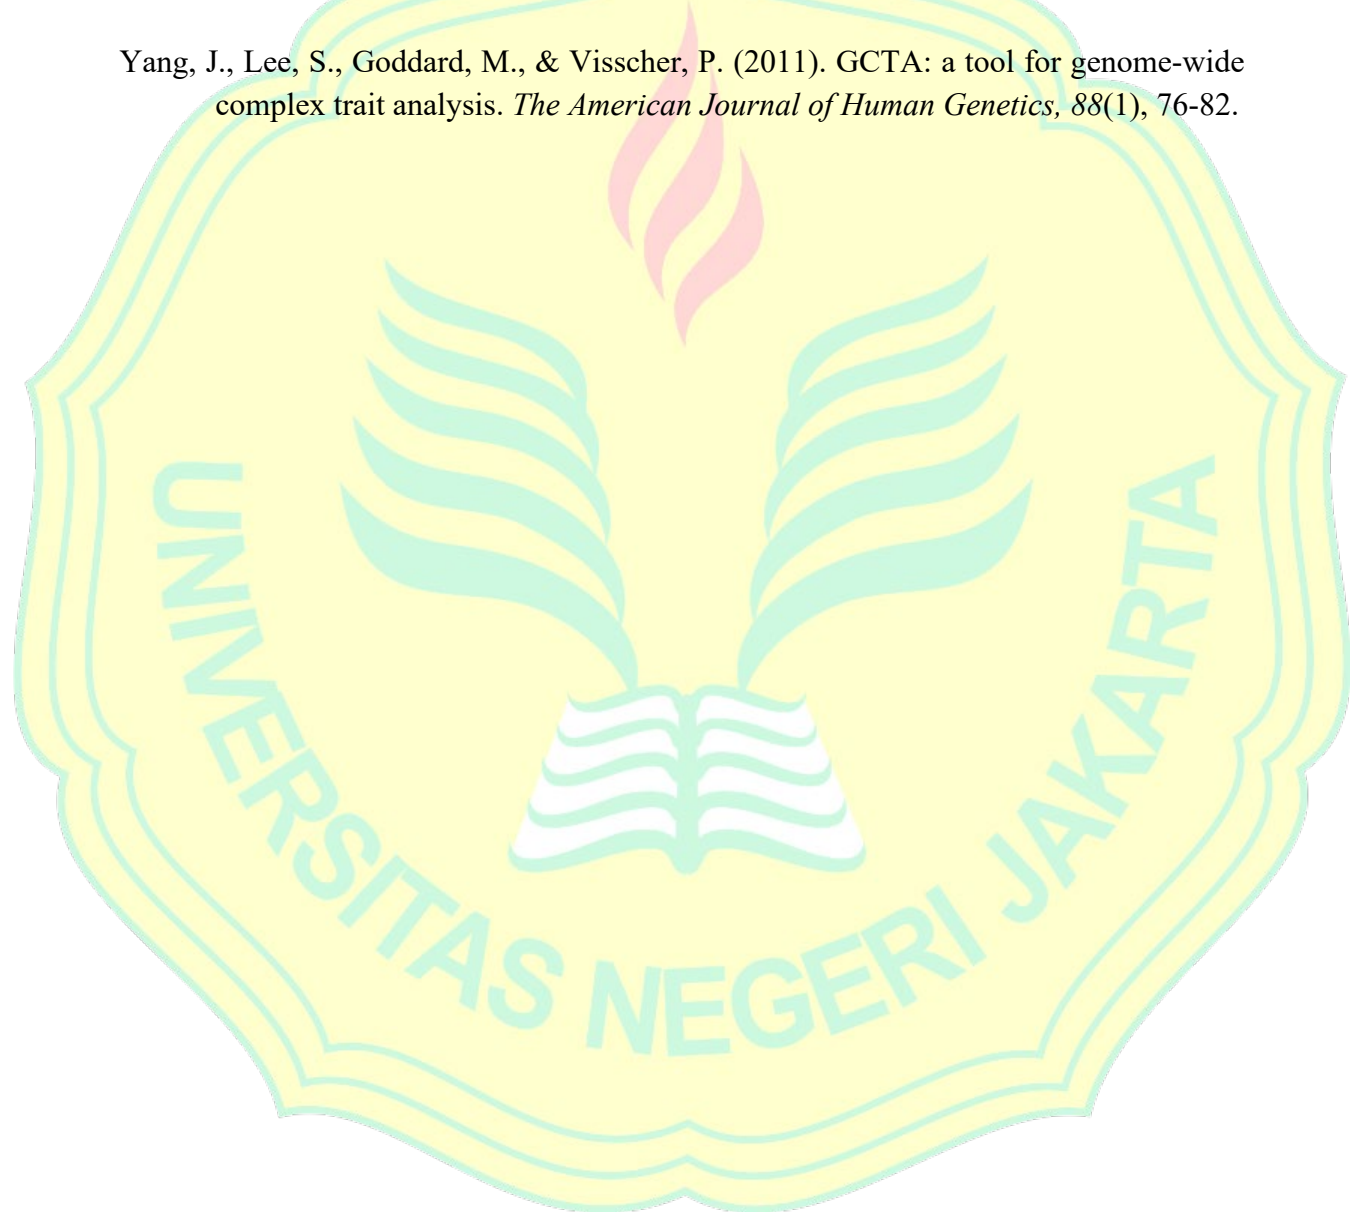 Yang, J., Lee, S., Goddard, M., & Visscher, P. (2011). GCTA: a tool for genome-wide
complex trait analysis. The American Journal of Human Genetics, 88(1), 76-82.
UNIVERSITAS NEGERI JAKARTA